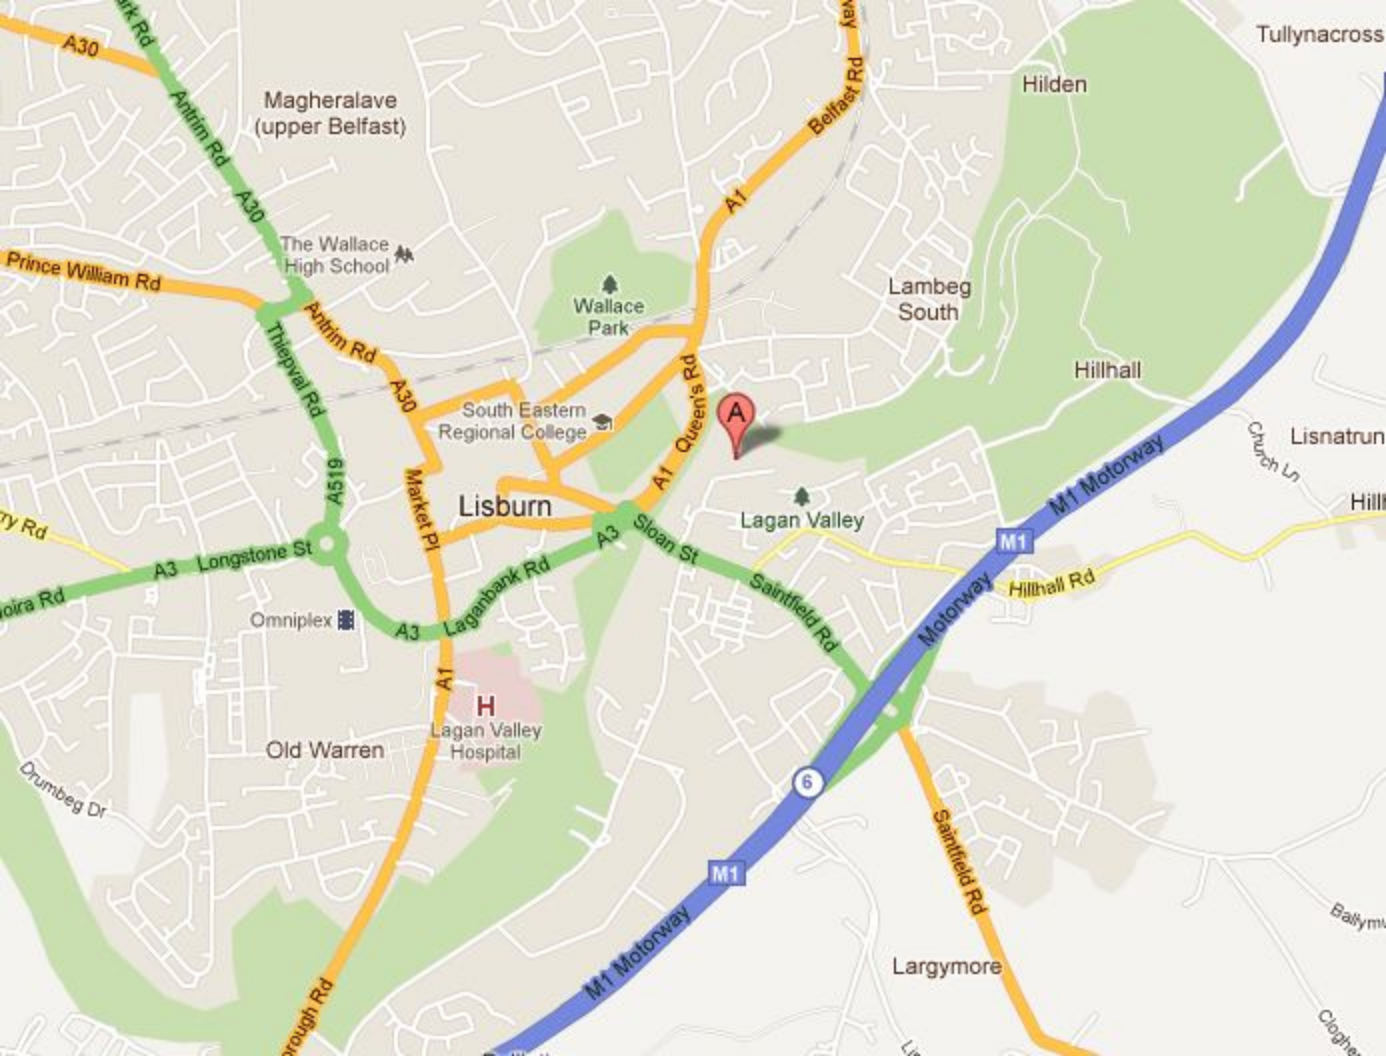 Tullynacross
A30
Antrim Rd
Magheralave
(upper Belfast)
Hilden
Belfast Rd
A30
A1
The Wallace
High School
Prince William Rd
Wallace
Park
Lambeg
South
Antrim Rd
Thiepval Rd
A30
Queen's Rd
Hillhall
South Eastern
Regional College
A
Church Ln
Lisnatrun
A1
M1 Motorway
A519
Market Pl
Lisburn
Lagan Valley
A3
Sloan St
M1
A3
Longstone St
Laganbank Rd
Saintfield Rd
Hillhall Rd
Motorway
Omniplex
A3
A1
H
Lagan Valley
Hospital
Old Warren
Drumbeg Dr
6
Saintfield Rd
M1
M1 Motorway
Largymore